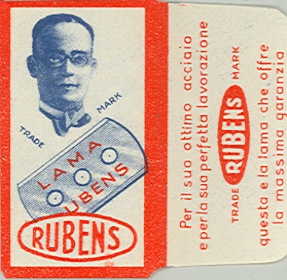 TRADE MARK
LAMA
RUBENS
RUBENS
Per il suo ottimo acciaio
e per la sua perfetta lavorazione
TRADE RUBENS MARK
questa è la lama che offre
la massima garanzia